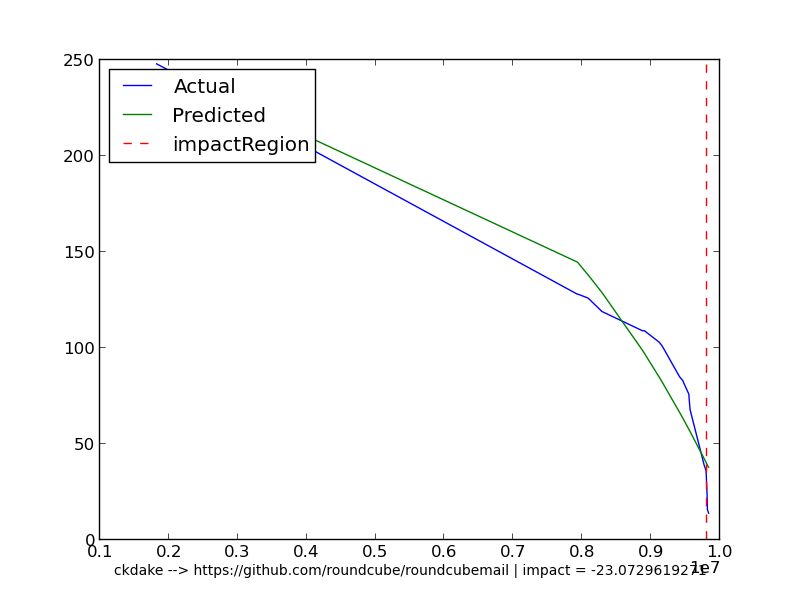 250
200
150
100
50
0
Actual
Predicted
impactRegion
0.1 0.2 0.3 0.4 0.5 0.6 0.7 0.8 0.9 1.0
1e7
ckdake --> https://github.com/roundcube/roundcubemail | impact = -23.0729619271